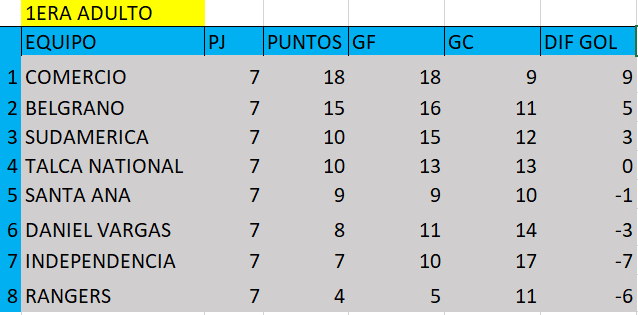 1ERA ADULTO
EQUIPO PJ PUNTOS GF GC DIF GOL
1 COMERCIO 7 18 18 9 9
2 BELGRANO 7 15 16 11 5
3 SUDAMERICA 7 10 15 12 3
4 TALCA NATIONAL 7 10 13 13 0
5 SANTA ANA 7 9 9 10 -1
6 DANIEL VARGAS 7 8 11 14 -3
7 INDEPENDENCIA 7 7 10 17 -7
8 RANGERS 7 4 5 11 -6